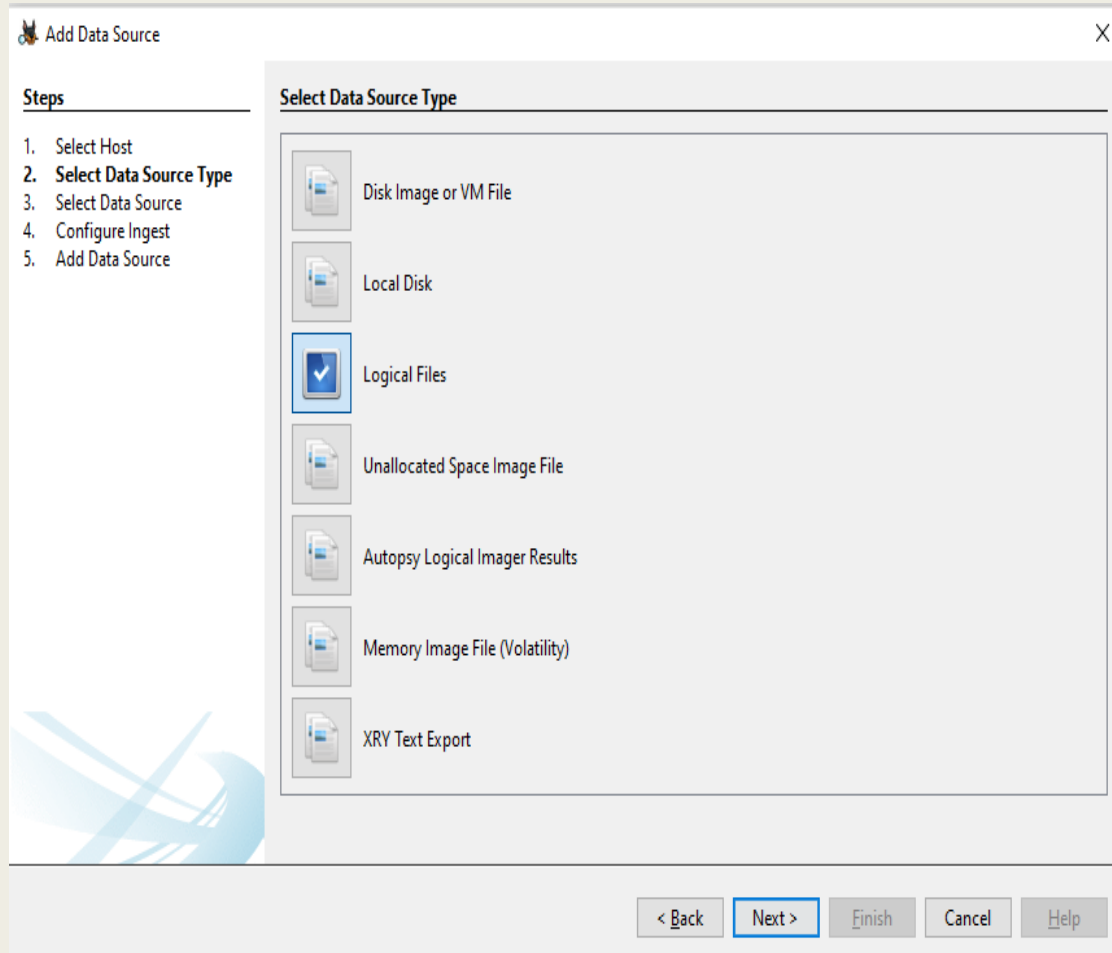 Add Data Source
Steps
1. Select Host
2. Select Data Source Type
3. Select Data Source
4. Configure Ingest
5. Add Data Source
Select Data Source Type
Disk Image or VM File
Local Disk
Logical Files
Unallocated Space Image File
Autopsy Logical Imager Results
Memory Image File (Volatility)
XRY Text Export
< Back Next > Finish Cancel Help